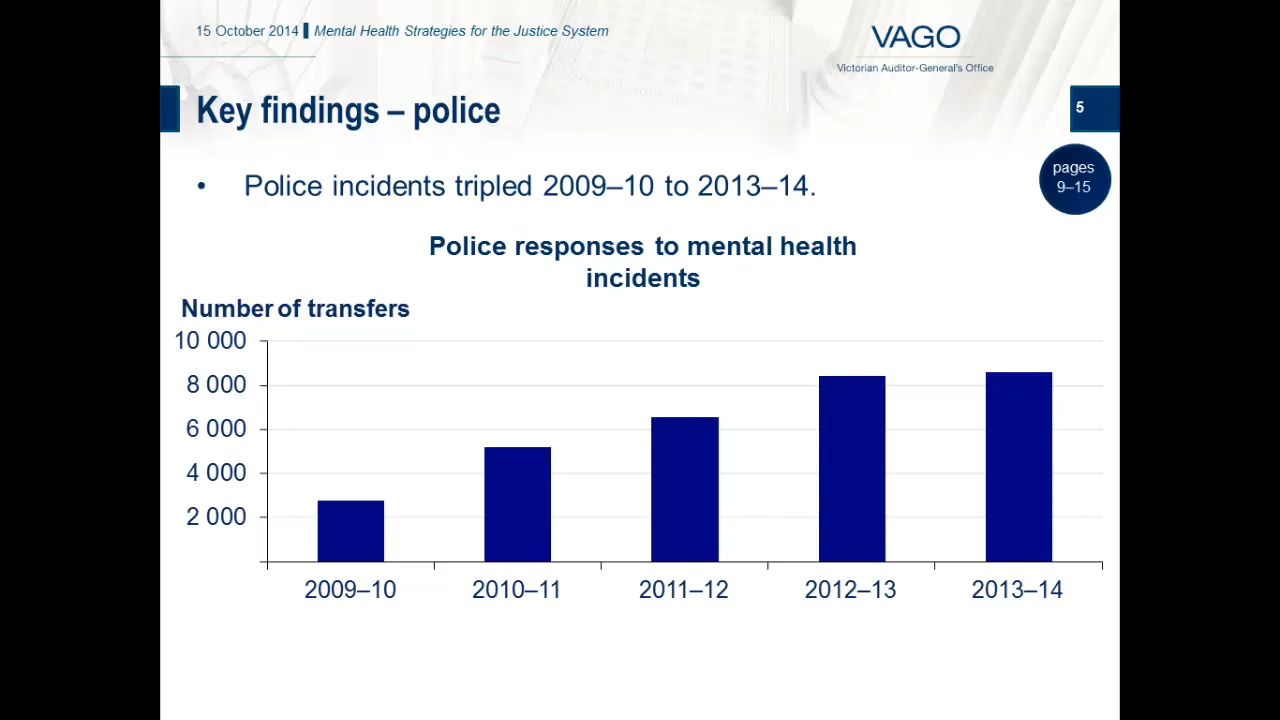 15 October 2014 ▌ Mental Health Strategies for the Justice System
VAGO
Victorian Auditor-General's Office
Key findings – police
5
pages
9–15
• Police incidents tripled 2009–10 to 2013–14.
Police responses to mental health
incidents
Number of transfers
10 000
8 000
6 000
4 000
2 000
2009–10 2010–11 2011–12 2012–13 2013–14